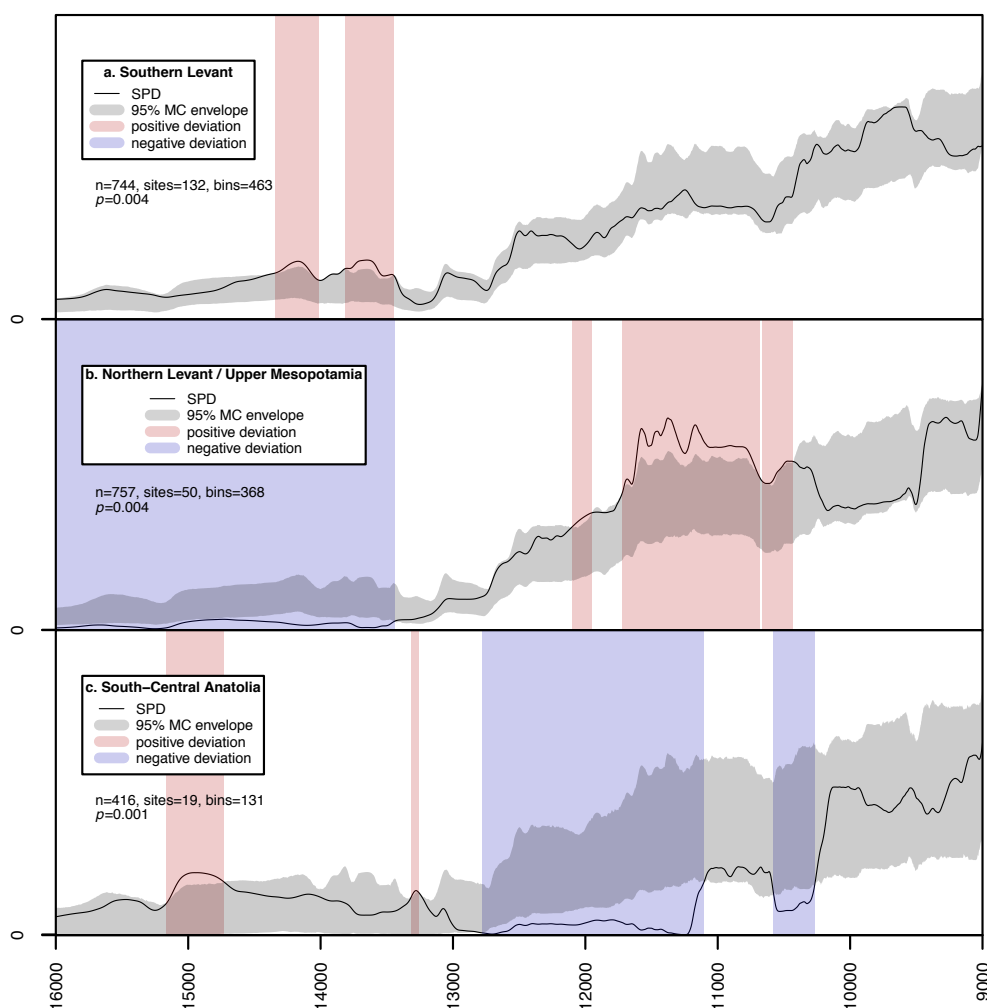 a. Southern Levant
SPD
95% MC envelope
positive deviation
negative deviation
n=744, sites=132, bins=463
p=0.004
0
b. Northern Levant / Upper Mesopotamia
SPD
95% MC envelope
positive deviation
negative deviation
n=757, sites=50, bins=368
p=0.004
0
c. South−Central Anatolia
SPD
95% MC envelope
positive deviation
negative deviation
n=416, sites=19, bins=131
p=0.001
0
16000
15000
14000
13000
12000
11000
10000
9000